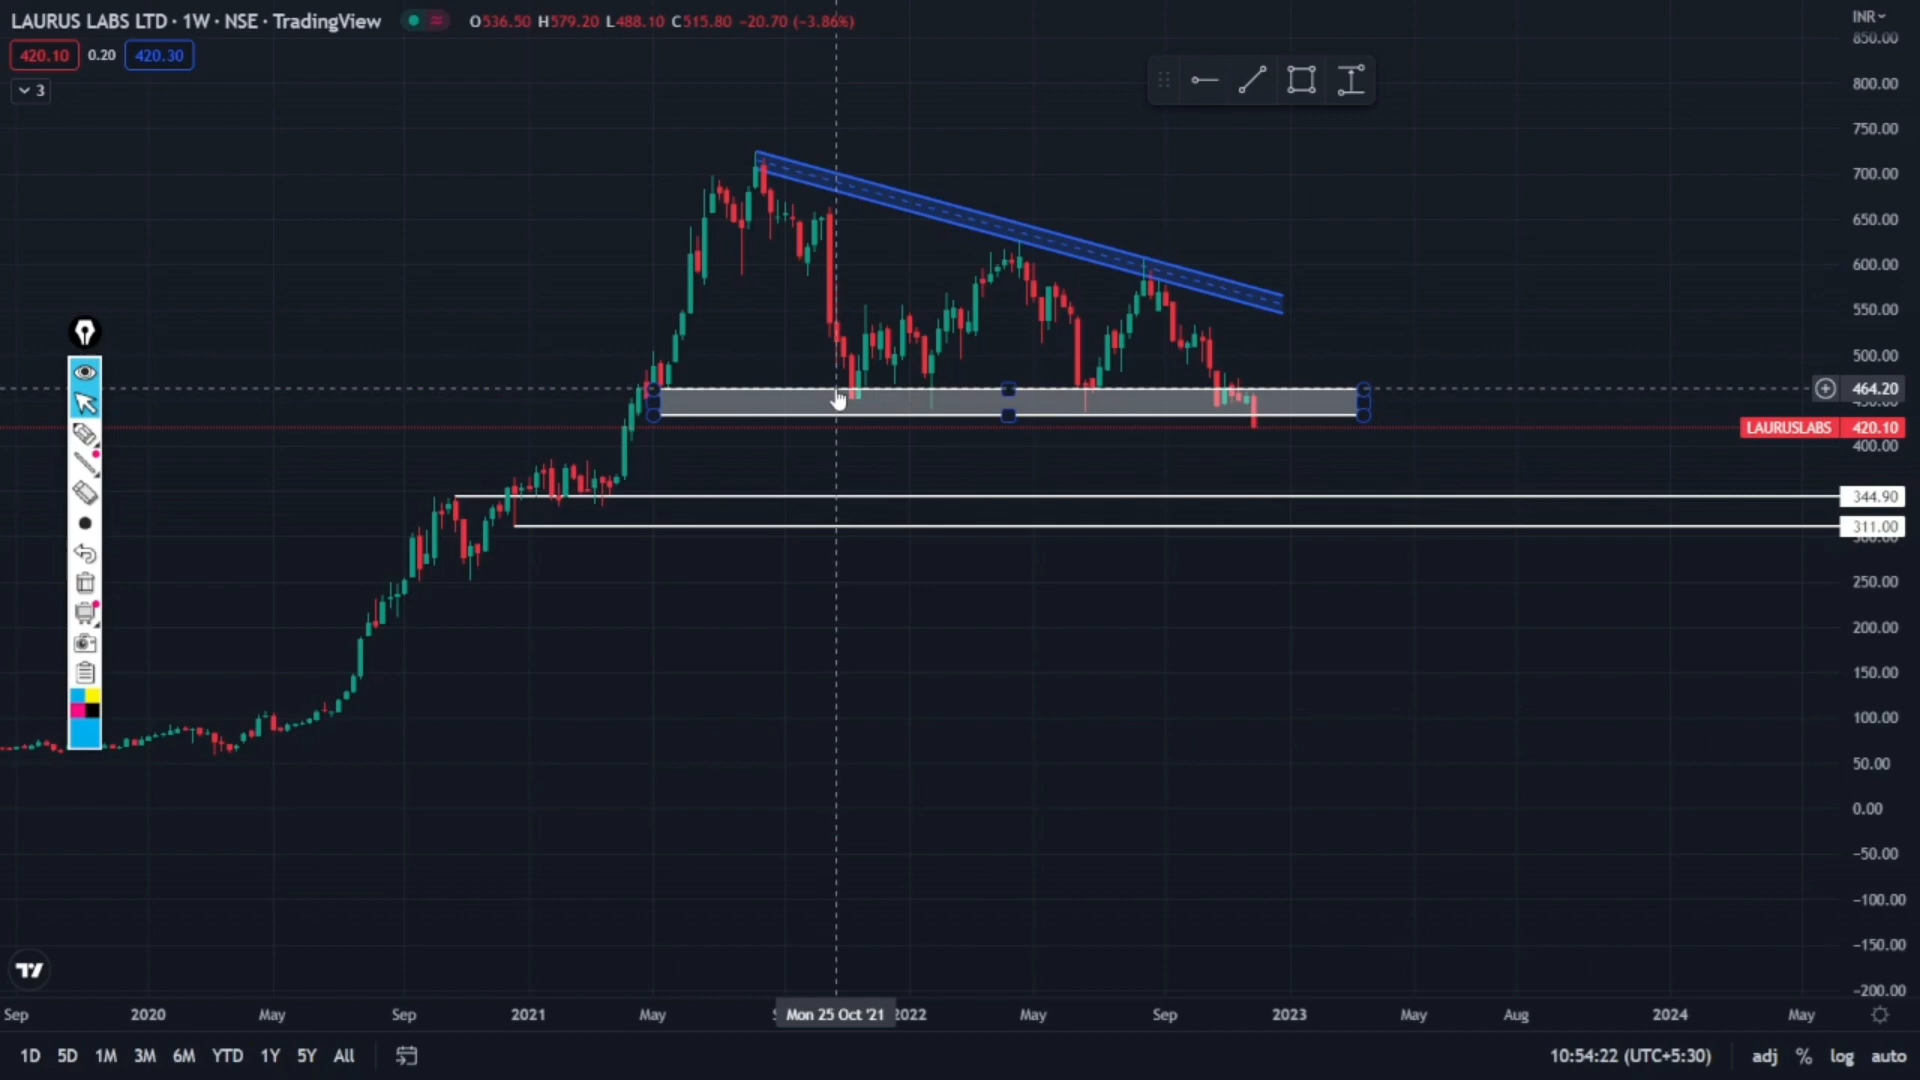 LAURUS LABS LTD · 1W · NSE · TradingView
O536.50 H579.20 L488.10 C515.80 −20.70 (−3.86%)
INR
420.10 0.20 420.30
3
850.00
800.00
750.00
700.00
650.00
600.00
550.00
500.00
464.20
LAURUSLABS 420.10
400.00
344.90
311.00
250.00
200.00
150.00
100.00
50.00
0.00
−50.00
−100.00
−150.00
−200.00
Sep 2020 May Sep 2021 May Mon 25 Oct '21 2022 May Sep 2023 May Aug 2024 May
1D 5D 1M 3M 6M YTD 1Y 5Y All
10:54:22 (UTC+5:30) adj % log auto